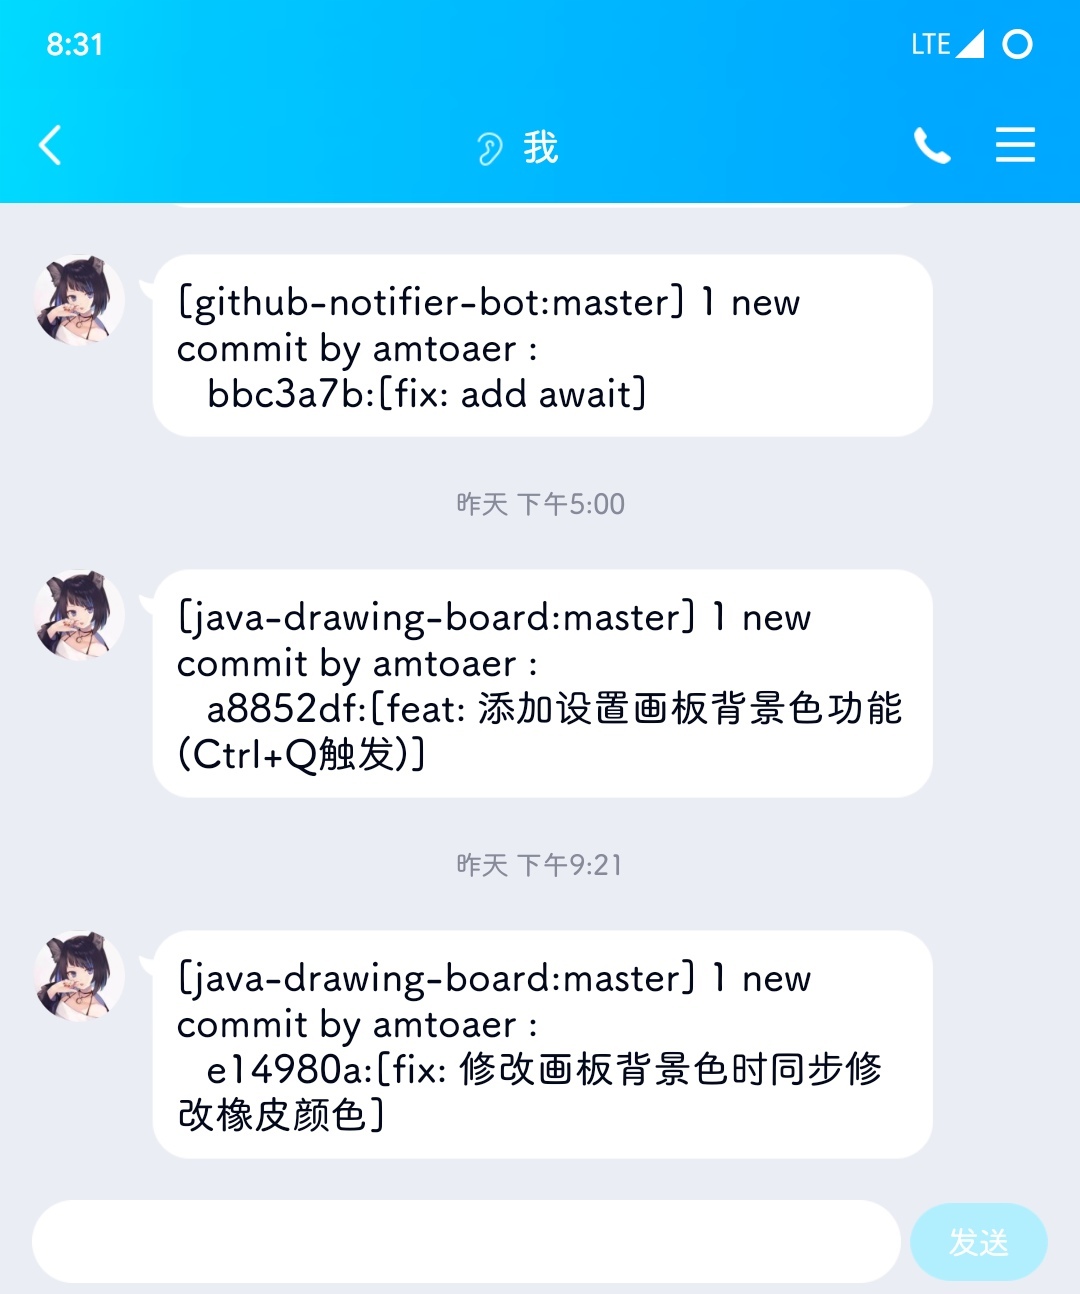 8:31
LTE
我
[github-notifier-bot:master] 1 new
commit by amtoaer :
bbc3a7b:[fix: add await]
昨天 下午5:00
[java-drawing-board:master] 1 new
commit by amtoaer :
a8852df:[feat: 添加设置画板背景色功能
(Ctrl+Q触发)]
昨天 下午9:21
[java-drawing-board:master] 1 new
commit by amtoaer :
e14980a:[fix: 修改画板背景色时同步修
改橡皮颜色]
发送